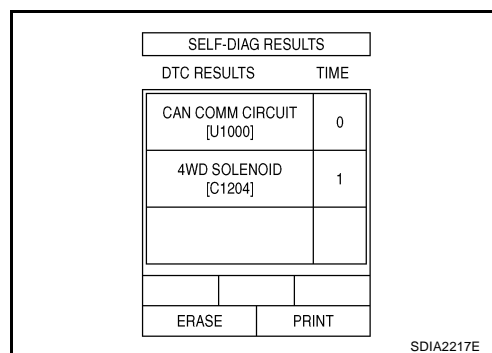 SELF-DIAG RESULTS
DTC RESULTS TIME
CAN COMM CIRCUIT
[U1000]
0
4WD SOLENOID
[C1204]
1
ERASE PRINT
SDIA2217E